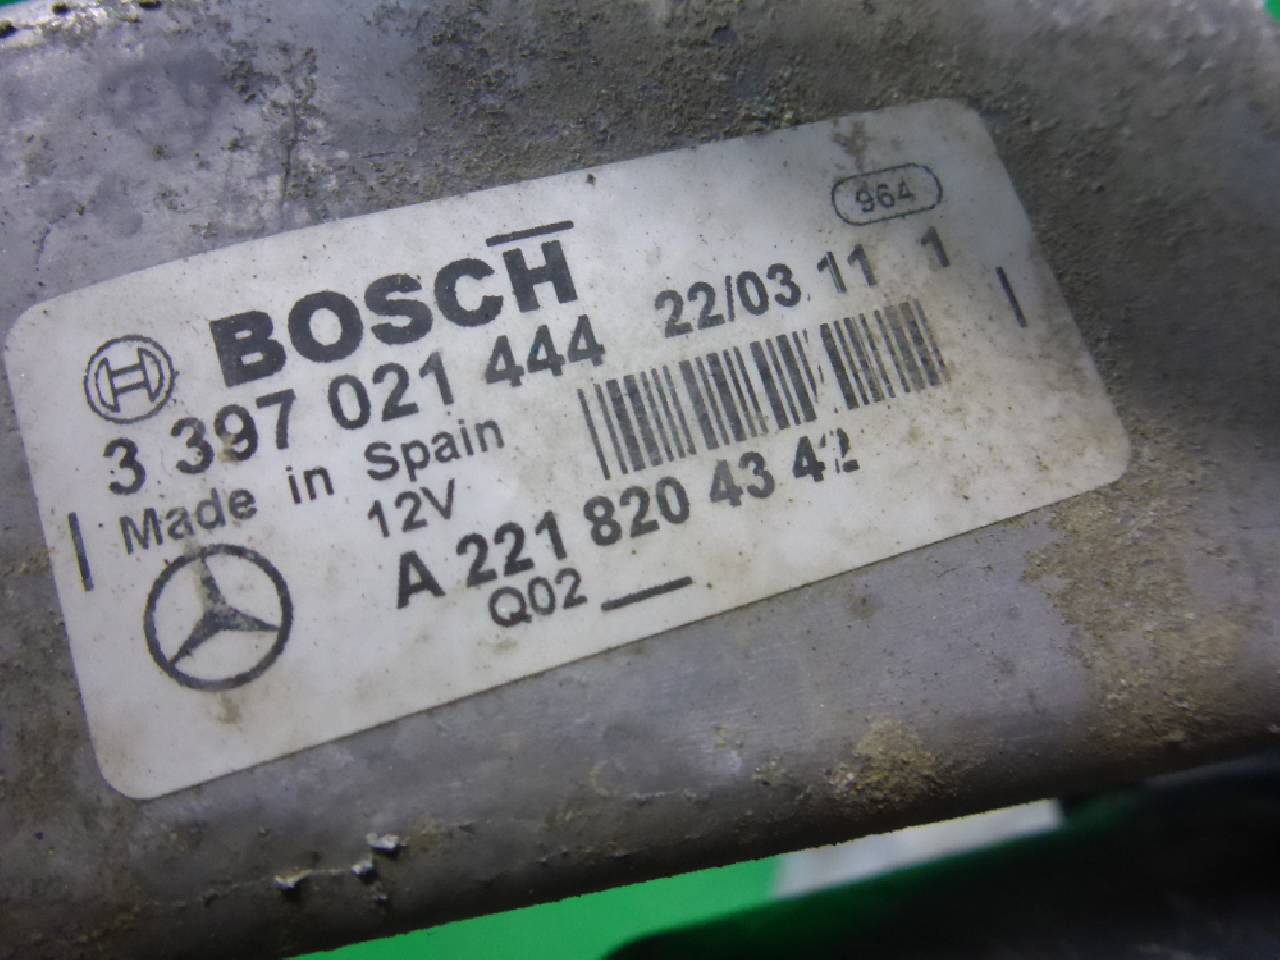 964
BOSCH
3 397 021 444 22/03 11 1
Made in Spain
12V
A 221 820 43 42
Q02